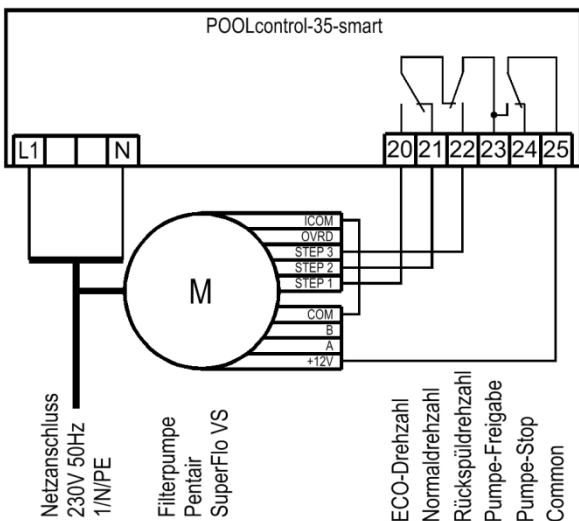 POOLcontrol-35-smart
L1 N
20 21 22 23 24 25
ICOM
OVRD
STEP 3
STEP 2
STEP 1
M
COM
B
A
+12V
Netzanschluss
230V 50Hz
1/N/PE
Filterpumpe
Pentair
SuperFlo VS
ECO-Drehzahl
Normaldrehzahl
Rückspüldrehzahl
Pumpe-Freigabe
Pumpe-Stop
Common